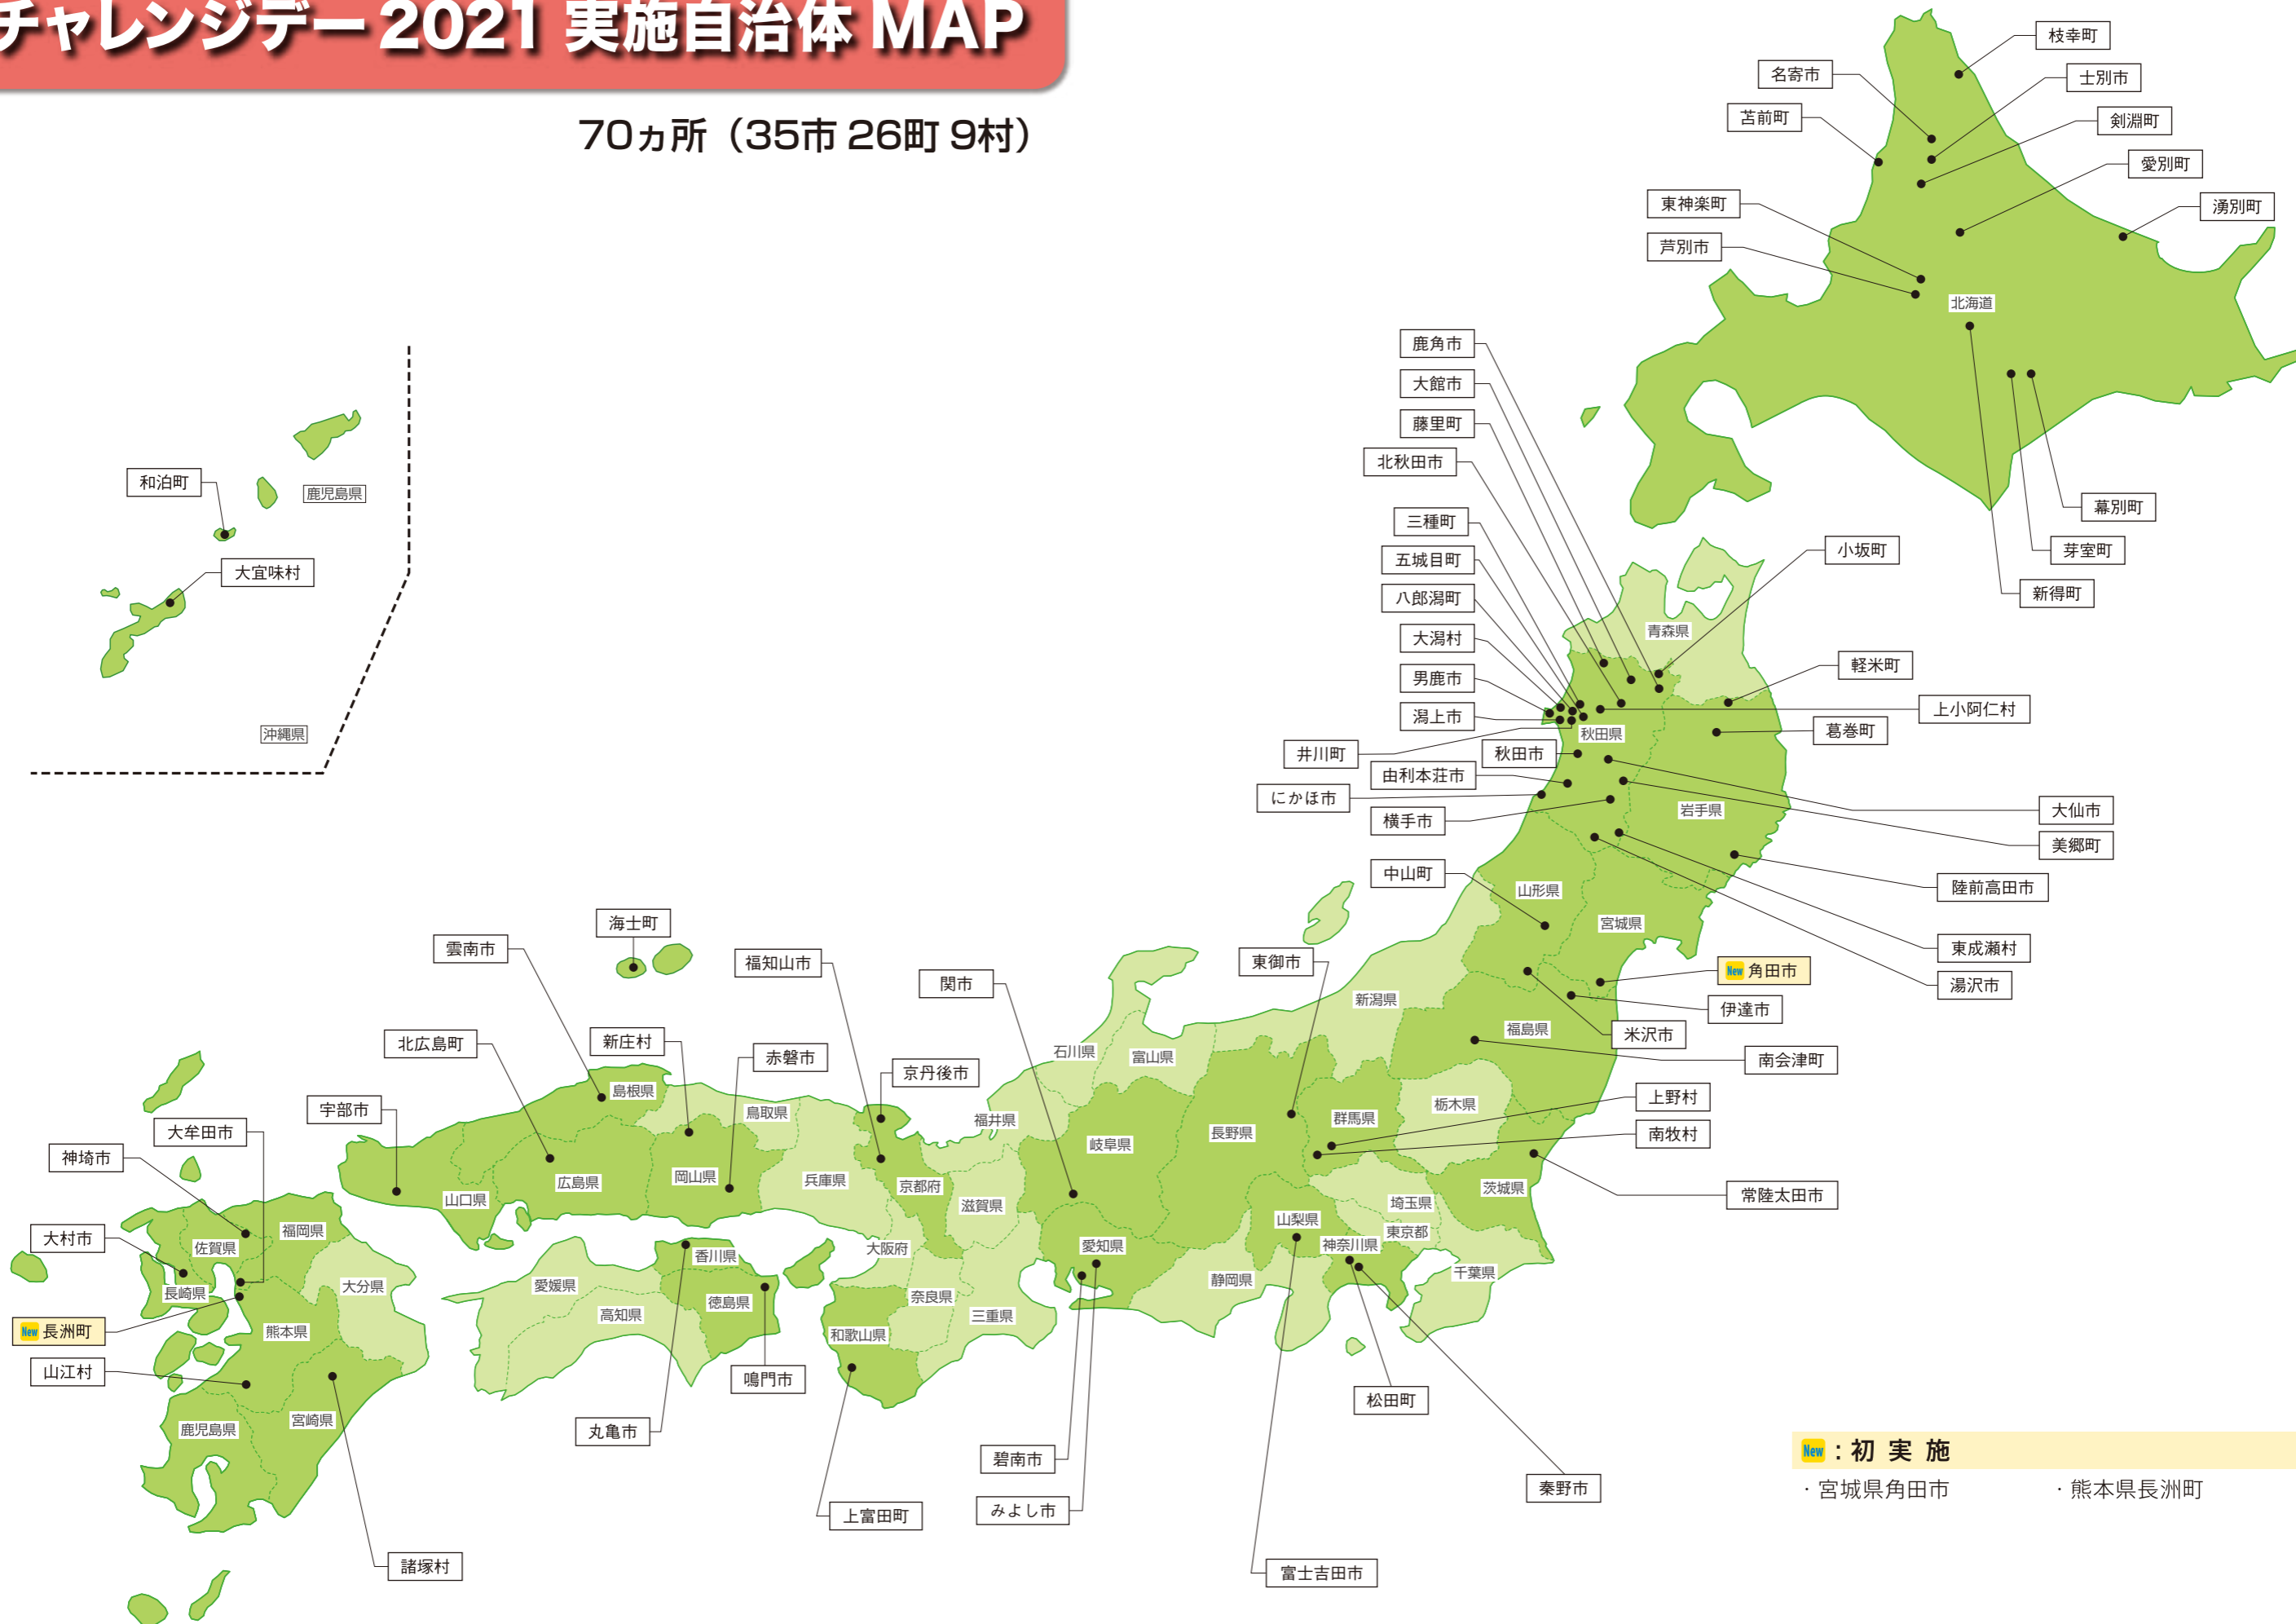 チャレンジデー2021 実施自治体 MAP
70ヵ所（35市 26町 9村）
枝幸町
名寄市
士別市
苫前町
剣淵町
愛別町
東神楽町
湧別町
芦別市
北海道
幕別町
芽室町
新得町
鹿角市
大館市
藤里町
北秋田市
三種町
五城目町
八郎潟町
大潟村
男鹿市
潟上市
井川町
秋田市
由利本荘市
にかほ市
横手市
小坂町
青森県
軽米町
上小阿仁村
葛巻町
秋田県
岩手県
大仙市
美郷町
陸前高田市
東成瀬村
湯沢市
中山町
山形県
宮城県
New 角田市
伊達市
米沢市
福島県
南会津町
新潟県
和泊町
鹿児島県
大宜味村
沖縄県
東御市
上野村
南牧村
常陸太田市
群馬県
栃木県
茨城県
埼玉県
東京都
千葉県
神奈川県
山梨県
長野県
静岡県
松田町
秦野市
富士吉田市
関市
石川県
富山県
福井県
岐阜県
愛知県
碧南市
みよし市
海士町
雲南市
福知山市
北広島町
新庄村
赤磐市
京丹後市
島根県
鳥取県
宇部市
山口県
広島県
岡山県
兵庫県
京都府
滋賀県
大阪府
奈良県
三重県
和歌山県
上富田町
香川県
徳島県
愛媛県
高知県
鳴門市
丸亀市
大牟田市
神埼市
大村市
佐賀県
福岡県
大分県
長崎県
New 長洲町
熊本県
山江村
宮崎県
鹿児島県
諸塚村
New：初 実 施
・宮城県角田市
・熊本県長洲町